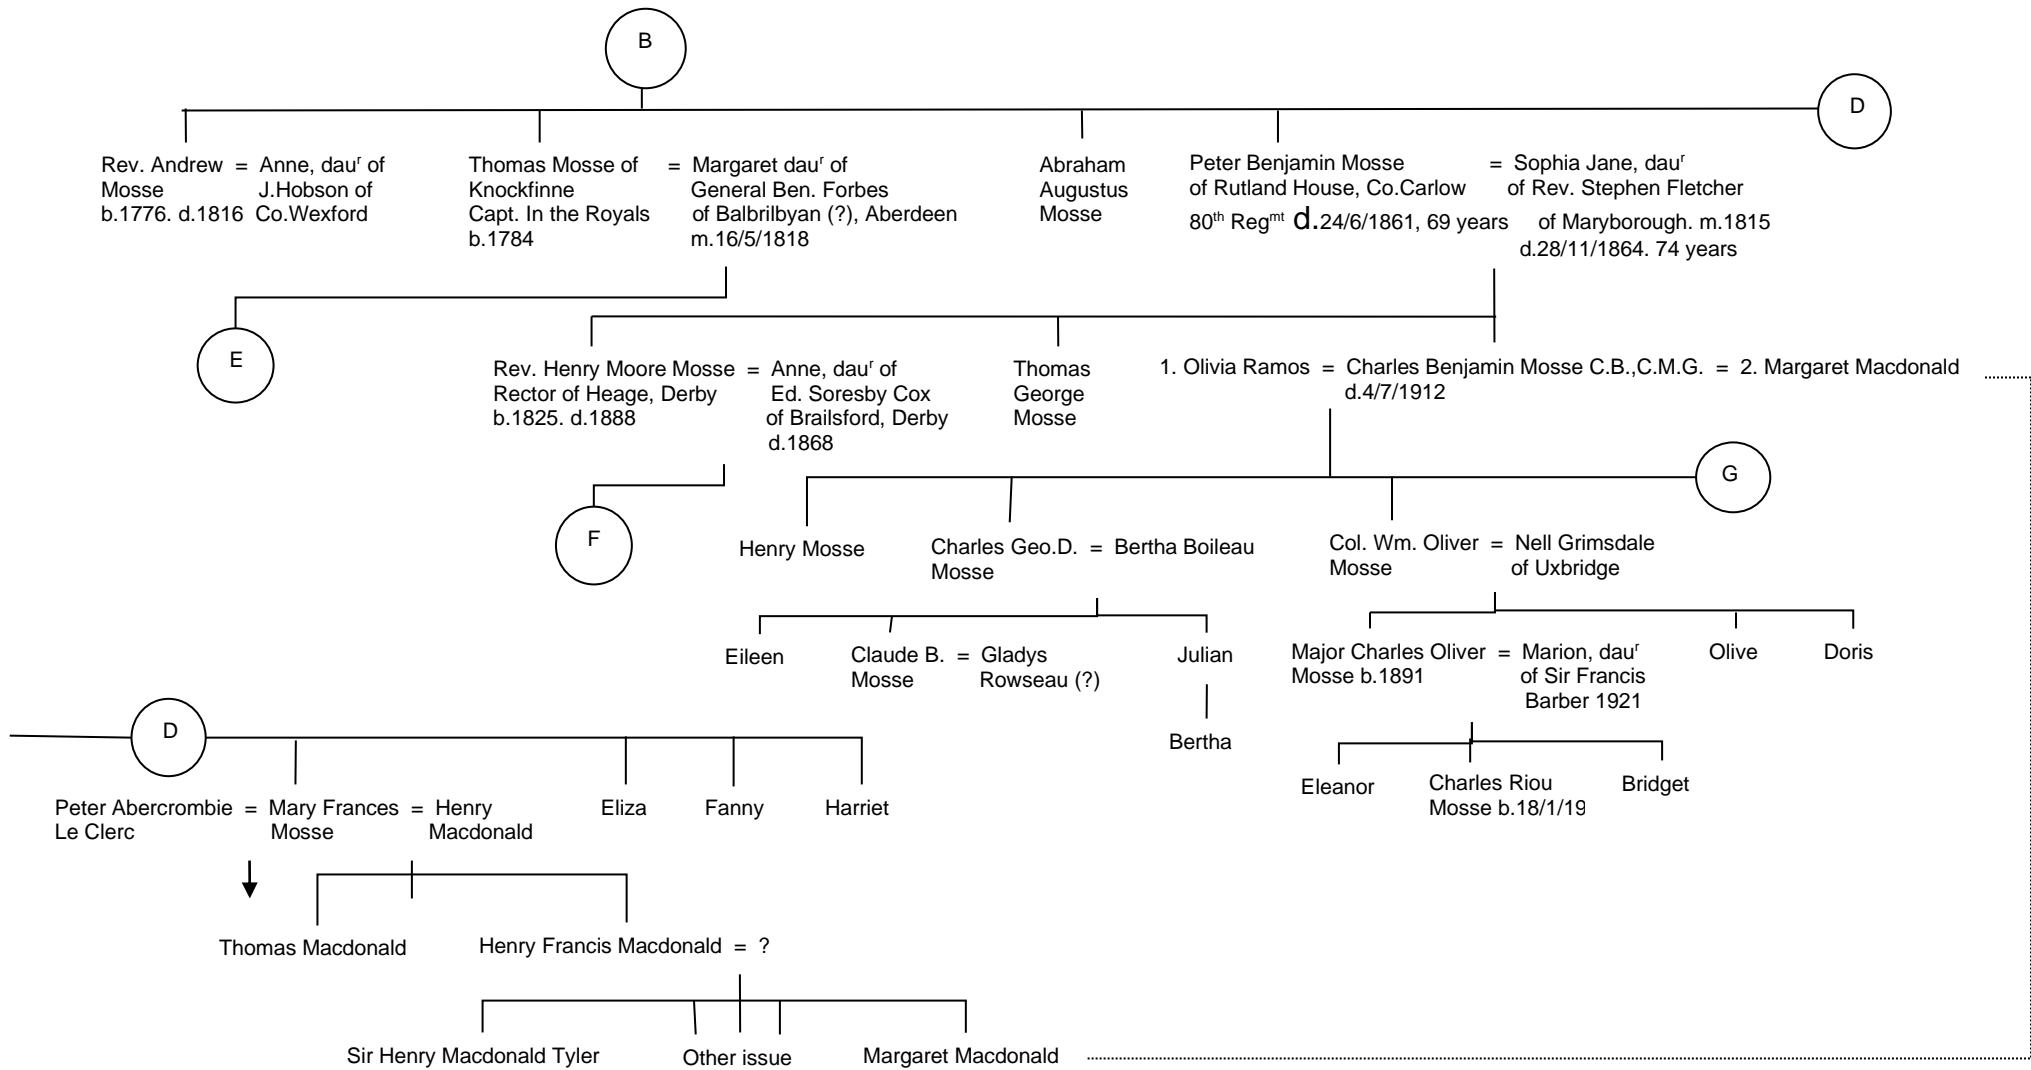 B
D
Rev. Andrew = Anne, daur of
Mosse J.Hobson of
b.1776. d.1816 Co.Wexford
Thomas Mosse of = Margaret daur of
Knockfinne General Ben. Forbes
Capt. In the Royals of Balbrilbyan (?), Aberdeen
b.1784 m.16/5/1818
Abraham
Augustus
Mosse
Peter Benjamin Mosse = Sophia Jane, daur
of Rutland House, Co.Carlow of Rev. Stephen Fletcher
80th Regmt d.24/6/1861, 69 years of Maryborough. m.1815
d.28/11/1864. 74 years
E
Rev. Henry Moore Mosse = Anne, daur of
Rector of Heage, Derby Ed. Soresby Cox
b.1825. d.1888 of Brailsford, Derby
d.1868
Thomas
George
Mosse
1. Olivia Ramos = Charles Benjamin Mosse C.B.,C.M.G. = 2. Margaret Macdonald
d.4/7/1912
G
F
Henry Mosse
Charles Geo.D. = Bertha Boileau
Mosse
Col. Wm. Oliver = Nell Grimsdale
Mosse of Uxbridge
Eileen
Claude B. = Gladys
Mosse Rowseau (?)
Julian
Major Charles Oliver = Marion, daur
Mosse b.1891 of Sir Francis
Barber 1921
Olive
Doris
Bertha
Eleanor
Charles Riou
Mosse b.18/1/19
Bridget
D
Peter Abercrombie = Mary Frances = Henry
Le Clerc Mosse Macdonald
Eliza
Fanny
Harriet
Thomas Macdonald
Henry Francis Macdonald = ?
Sir Henry Macdonald Tyler
Other issue
Margaret Macdonald